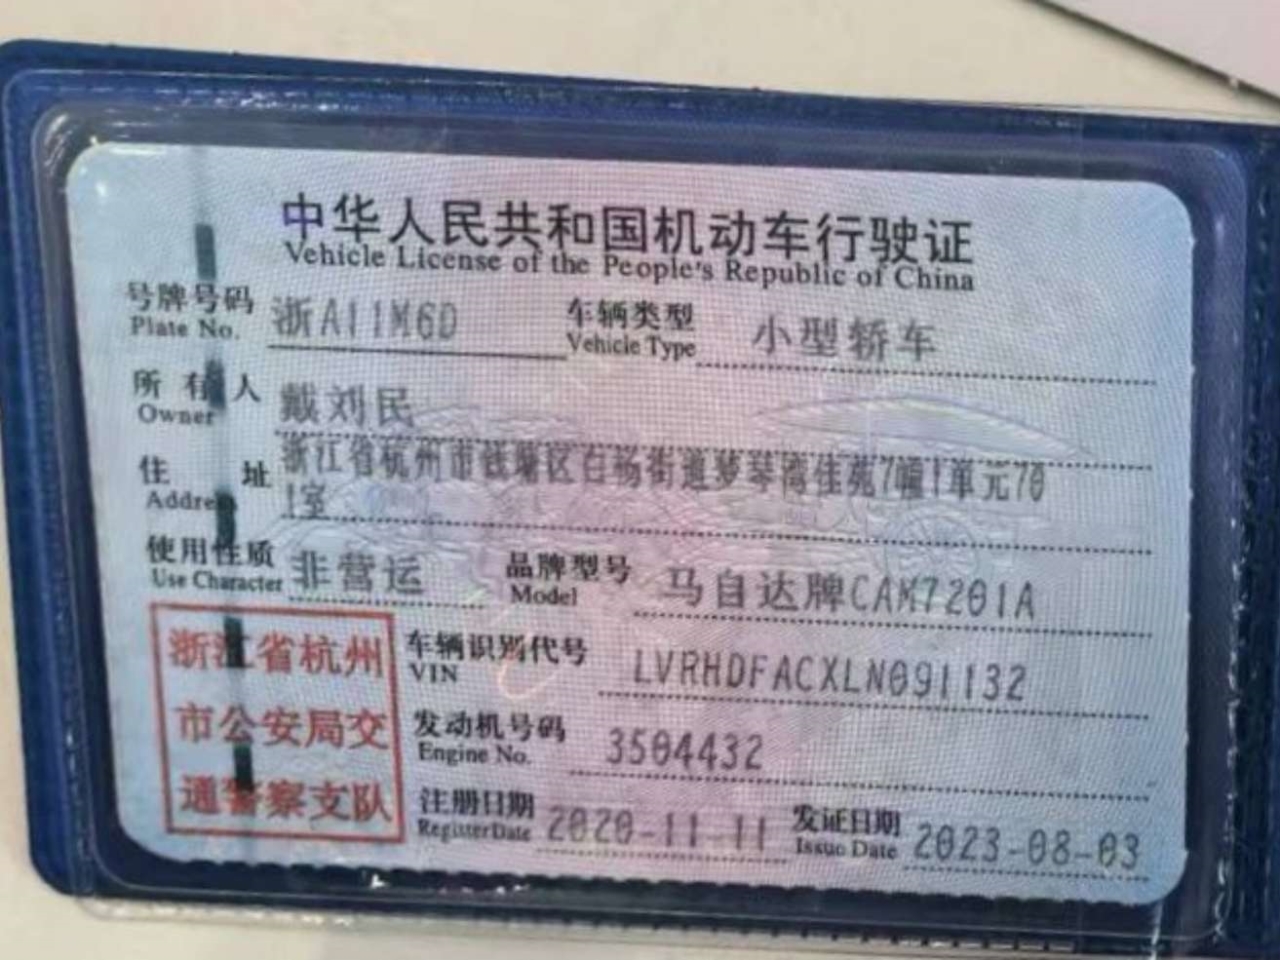 中华人民共和国机动车行驶证
Vehicle License of the People's Republic of China
号牌号码 浙A11M6D 车辆类型 小型轿车
Plate No. Vehicle Type
所有人 戴刘民
Owner
住址 浙江省杭州市钱塘区白杨街道梦琴湾佳苑7幢1单元70
Address 1室
使用性质 非营运 品牌型号 马自达牌CAM7201A
Use Character Model
浙江省杭州
市公安局交
通警察支队
车辆识别代号 LVRHDFACXLN091132
VIN
发动机号码 3504432
Engine No.
注册日期 2020-11-11 发证日期 2023-08-03
Register Date Issue Date